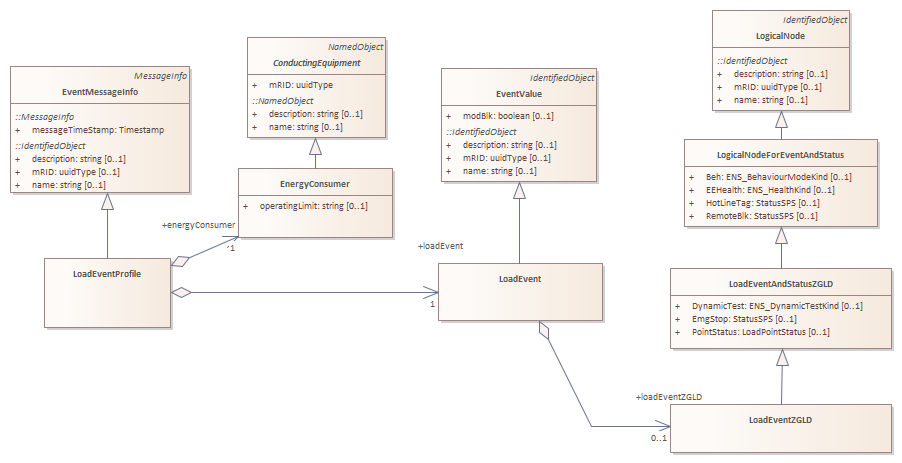 MessageInfo
EventMessageInfo
::MessageInfo
+ messageTimeStamp: Timestamp
::IdentifiedObject
+ description: string [0..1]
+ mRID: uuidType [0..1]
+ name: string [0..1]
NamedObject
ConductingEquipment
+ mRID: uuidType
::NamedObject
+ description: string [0..1]
+ name: string [0..1]
IdentifiedObject
EventValue
+ modBlk: boolean [0..1]
::IdentifiedObject
+ description: string [0..1]
+ mRID: uuidType [0..1]
+ name: string [0..1]
IdentifiedObject
LogicalNode
::IdentifiedObject
+ description: string [0..1]
+ mRID: uuidType [0..1]
+ name: string [0..1]
EnergyConsumer
+ operatingLimit: string [0..1]
LogicalNodeForEventAndStatus
+ Beh: ENS_BehaviourModeKind [0..1]
+ EEHealth: ENS_HealthKind [0..1]
+ HotLineTag: StatusSPS [0..1]
+ RemoteBlk: StatusSPS [0..1]
+energyConsumer
1
LoadEventProfile
+loadEvent
1
LoadEvent
LoadEventAndStatusZGLD
+ DynamicTest: ENS_DynamicTestKind [0..1]
+ EmgStop: StatusSPS [0..1]
+ PointStatus: LoadPointStatus [0..1]
+loadEventZGLD
0..1
LoadEventZGLD